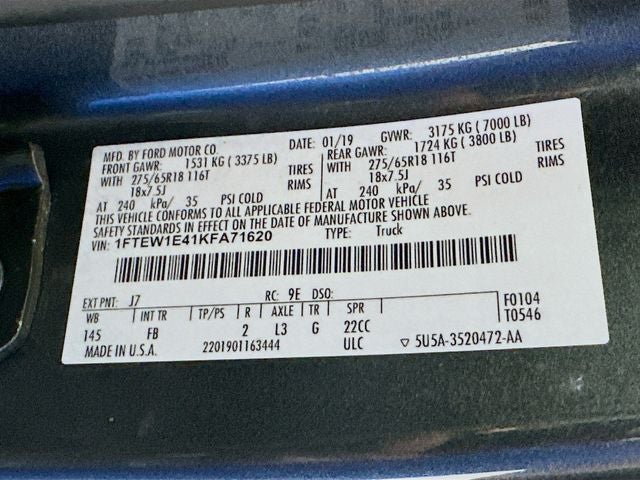 MFD. BY FORD MOTOR CO. DATE: 01/19 GVWR: 3175 KG ( 7000 LB)
FRONT GAWR: 1531 KG ( 3375 LB) REAR GAWR: 1724 KG ( 3800 LB)
WITH 275/65R18 116T TIRES WITH 275/65R18 116T TIRES
18x7.5J RIMS 18x7.5J RIMS
AT 240 kPa/ 35 PSI COLD AT 240 kPa/ 35 PSI COLD
THIS VEHICLE CONFORMS TO ALL APPLICABLE FEDERAL MOTOR VEHICLE
SAFETY STANDARDS IN EFFECT ON THE DATE OF MANUFACTURE SHOWN ABOVE.
VIN: 1FTEW1E41KFA71620 TYPE: Truck
EXT PNT: J7 RC: 9E DSO: F0104
WB INT TR TP/PS R AXLE TR SPR T0546
145 FB 2 L3 G 22CC
MADE IN U.S.A. 2201901163444 ULC ▽ 5U5A-3520472-AA